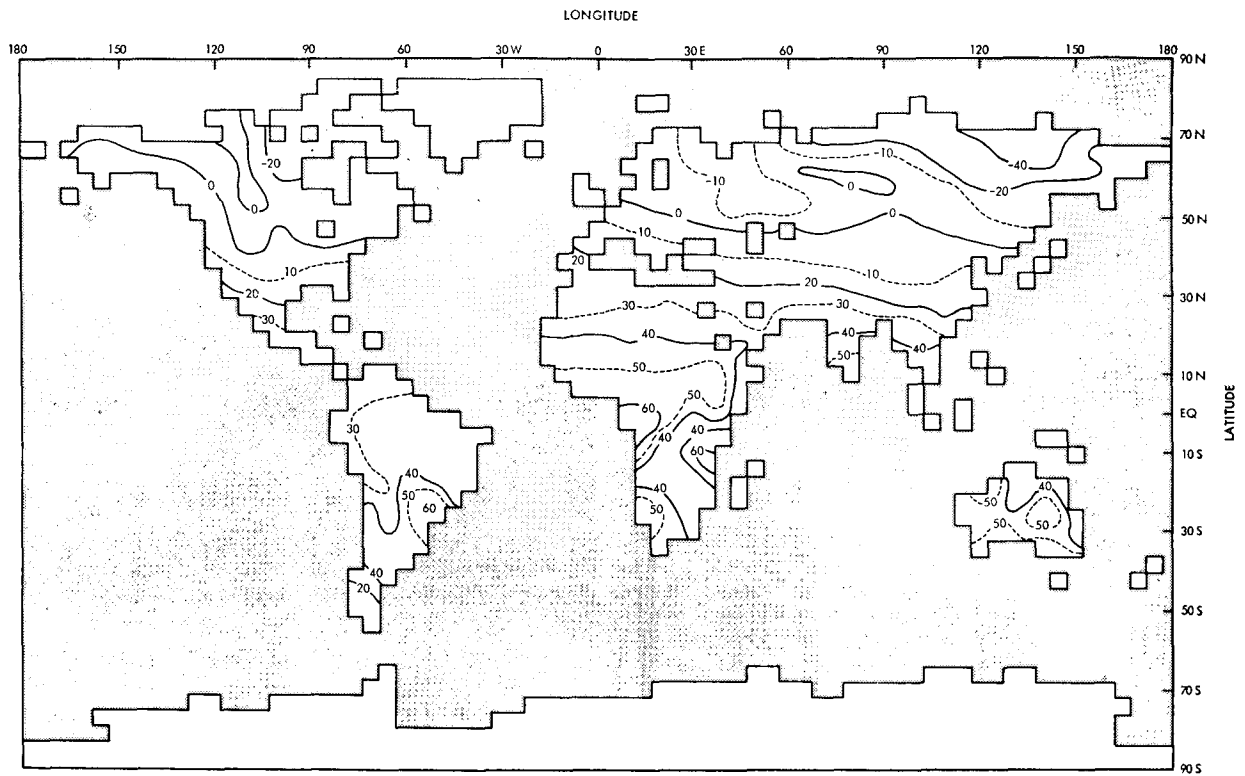 LONGITUDE
180 150 120 90 60 30 W 0 30 E 60 90 120 150 180
90 N
70 N
-20 -10 -40
0 -10 0 -20
0 0 0 50 N
10 10 10
20 20 20
30 30 30 30 N
40 40 40
50 50
50 10 N
60 EQ
30 40 40
60 10 S
40 40 40
50 60 50 50
50 50 30 S
40
20
50 S
70 S
90 S
LATITUDE